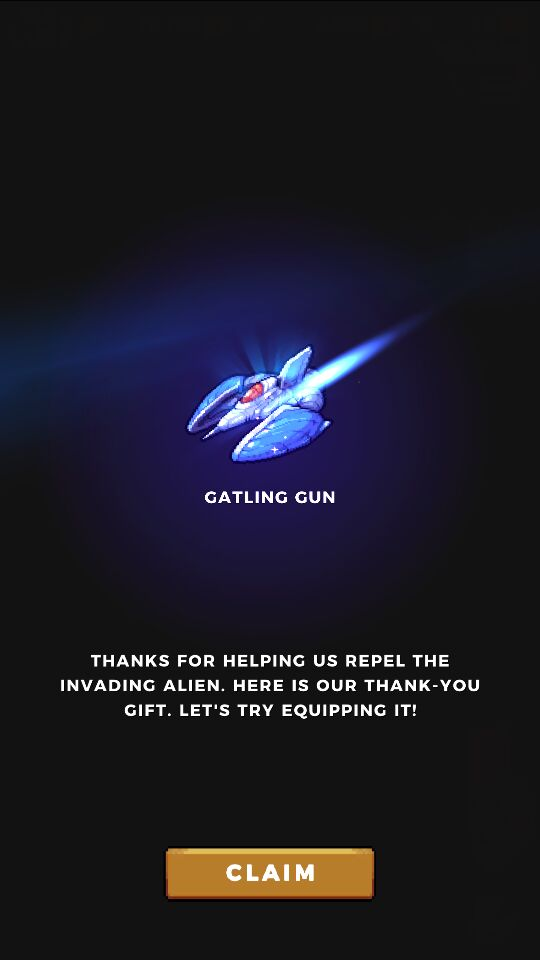 GATLING GUN
THANKS FOR HELPING US REPEL THE
INVADING ALIEN. HERE IS OUR THANK-YOU
GIFT. LET'S TRY EQUIPPING IT!
CLAIM